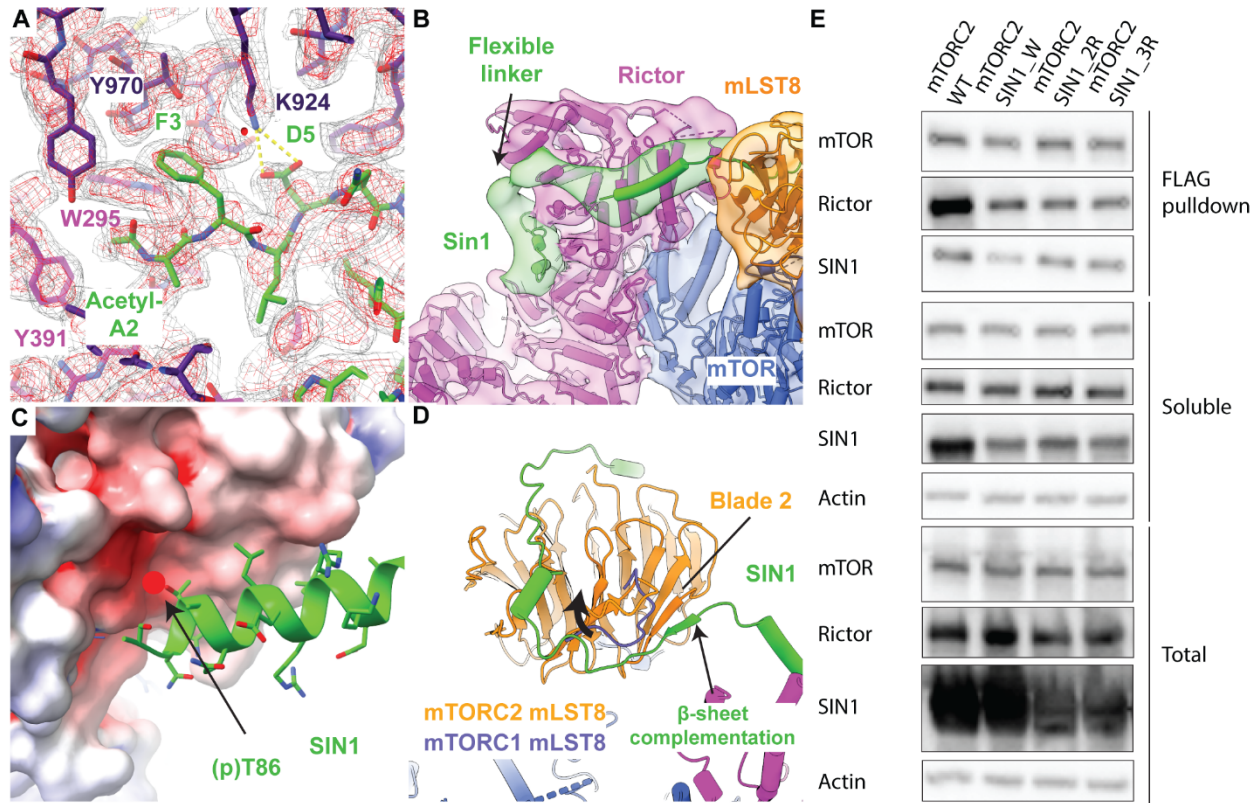 A
Y970
K924
F3
D5
W295
Acetyl-
A2
Y391
B
Flexible
linker
Rictor
mLST8
Sin1
mTOR
C
(p)T86
SIN1
D
Blade 2
SIN1
mTORC2 mLST8
mTORC1 mLST8
β-sheet
complementation
E
mTORC2
WT
mTORC2
SIN1_W
mTORC2
SIN1_2R
mTORC2
SIN1_3R
mTOR
Rictor
SIN1
FLAG
pulldown
mTOR
Rictor
SIN1
Actin
Soluble
mTOR
Rictor
SIN1
Actin
Total